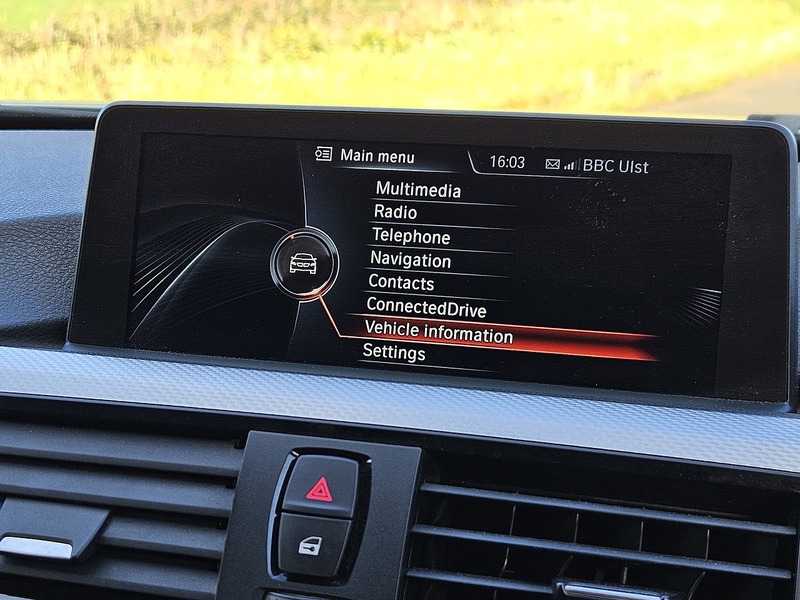 Main menu 16:03 BBC Ulst
Multimedia
Radio
Telephone
Navigation
Contacts
ConnectedDrive
Vehicle information
Settings